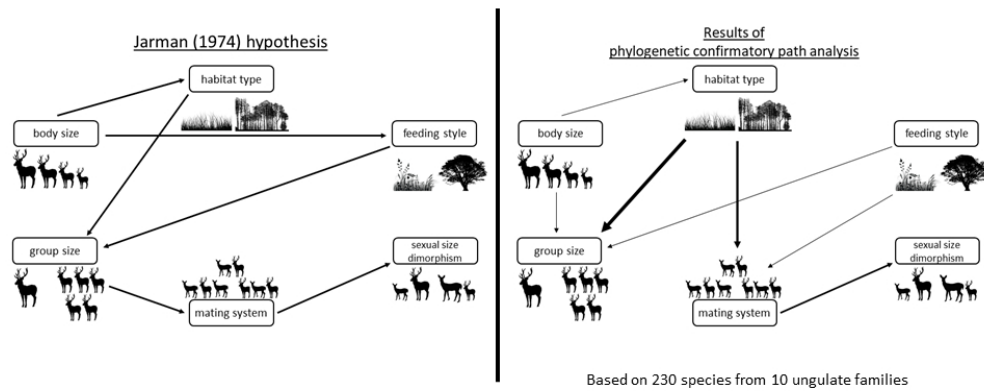 Jarman (1974) hypothesis
habitat type
body size
feeding style
group size
sexual size
dimorphism
mating system
Results of
phylogenetic confirmatory path analysis
habitat type
body size
feeding style
group size
sexual size
dimorphism
mating system
Based on 230 species from 10 ungulate families